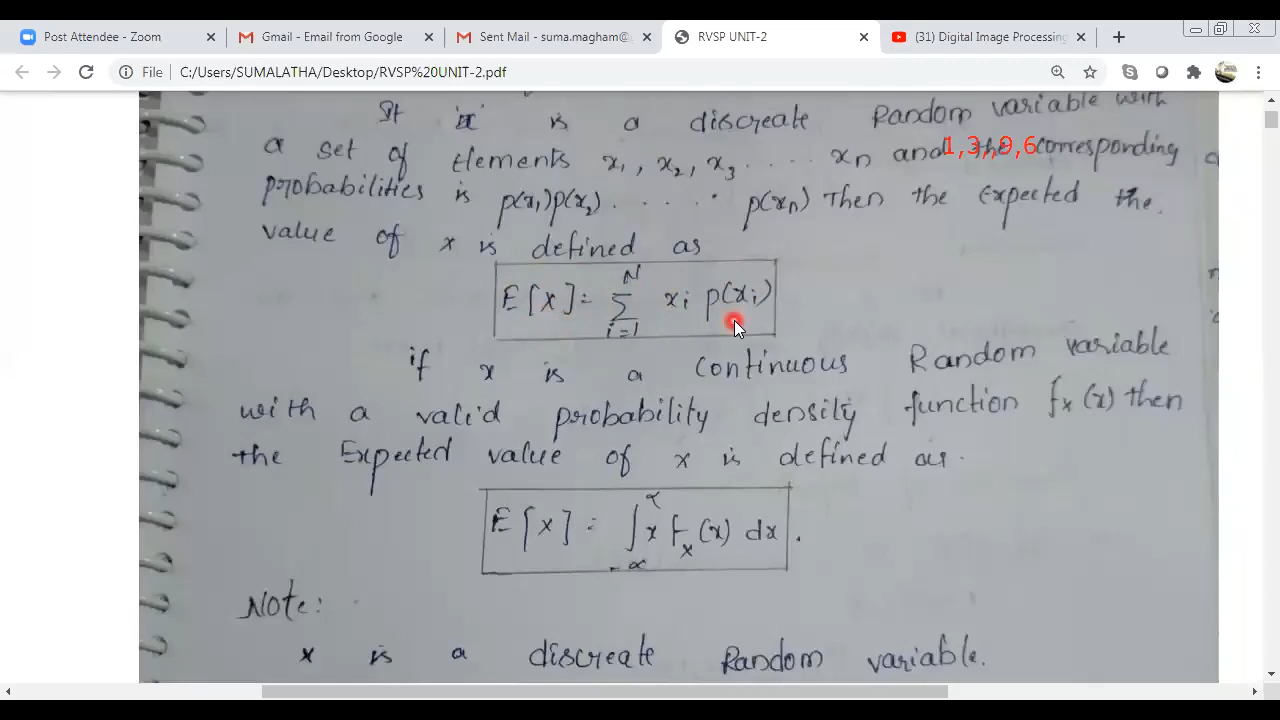 Post Attendee - Zoom
Gmail - Email from Google
Sent Mail - suma.magham@
RVSP UNIT-2
(31) Digital Image Processing
File
C:/Users/SUMALATHA/Desktop/RVSP%20UNIT-2.pdf
is a discreate Random variable with
a set of Elements x₁, x₂, x₃ ..... xn and the corresponding
1,3,,9,6
probabilities is p(x₁)p(x₂) ...... p(xn) Then the Expected the.
value of x is defined as
E[X]= N∑i=1 xi p(xi)
if x is a continuous Random variable
with a valid probability density function fx (x) then
the Expected value of x is defined as.
E[X] = ∫-∝∝ x fx(x) dx.
Note:
x is a discreate Random variable.